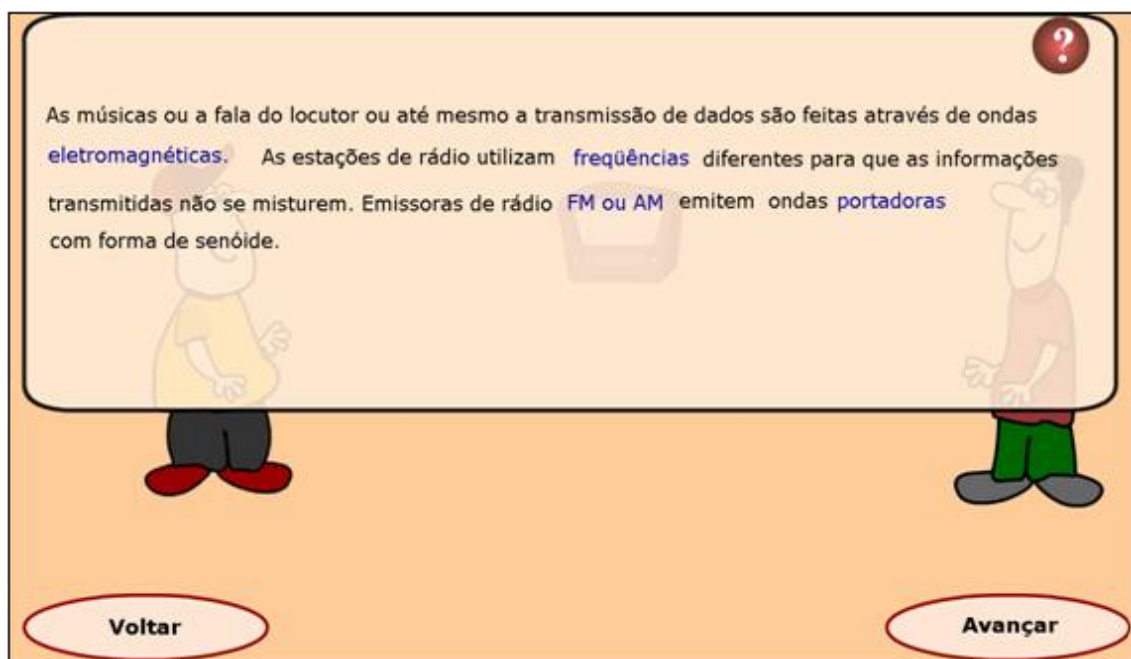 ?
As músicas ou a fala do locutor ou até mesmo a transmissão de dados são feitas através de ondas
eletromagnéticas. As estações de rádio utilizam freqüências diferentes para que as informações
transmitidas não se misturem. Emissoras de rádio FM ou AM emitem ondas portadoras
com forma de senóide.
Voltar
Avançar